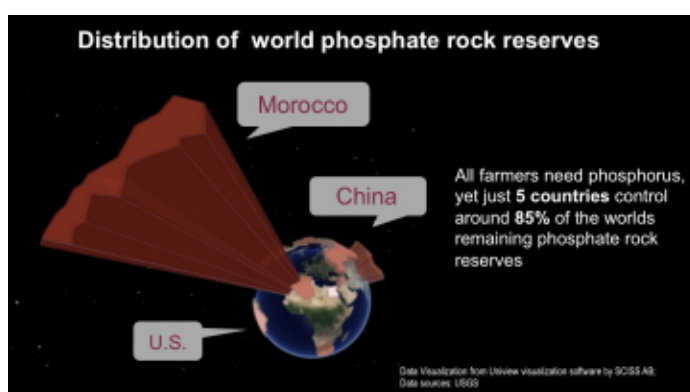 Distribution of world phosphate rock reserves
Morocco
China
All farmers need phosphorus,
yet just 5 countries control
around 85% of the worlds
remaining phosphate rock
reserves
U.S.
Data Visualization from Uniview visualization software by SCISS AB;
Data sources: USGS